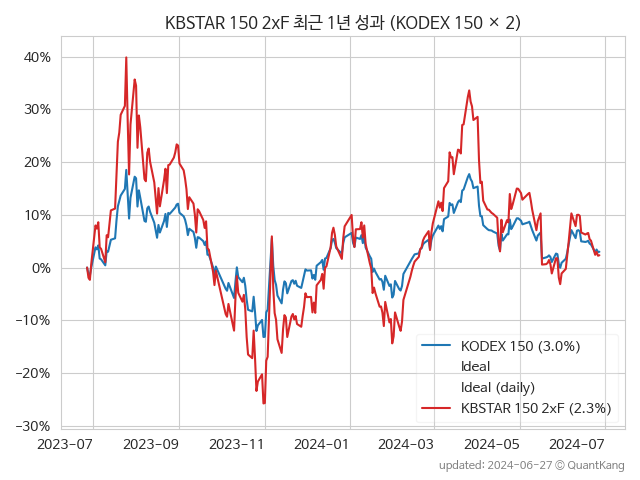 KBSTAR 150 2xF 최근 1년 성과 (KODEX 150 × 2)
40%
30%
20%
10%
0%
−10%
−20%
−30%
2023-07
2023-09
2023-11
2024-01
2024-03
2024-05
2024-07
KODEX 150 (3.0%)
Ideal
Ideal (daily)
KBSTAR 150 2xF (2.3%)
updated: 2024-06-27 © QuantKang